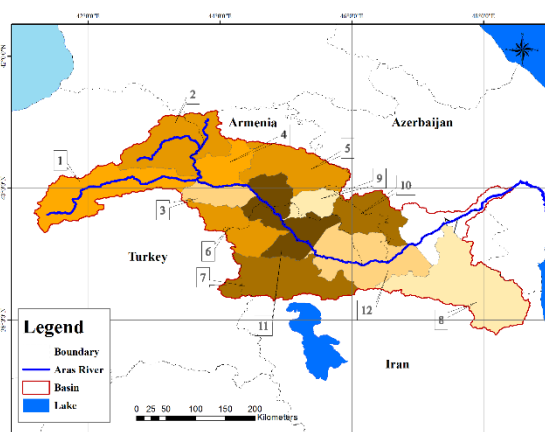 2
Armenia
Azerbaijan
4
1
5
9
10
3
6
Turkey
7
12
8
11
Iran
Legend
Boundary
Aras River
Basin
Lake
0 25 50 100 150 200
Kilometers